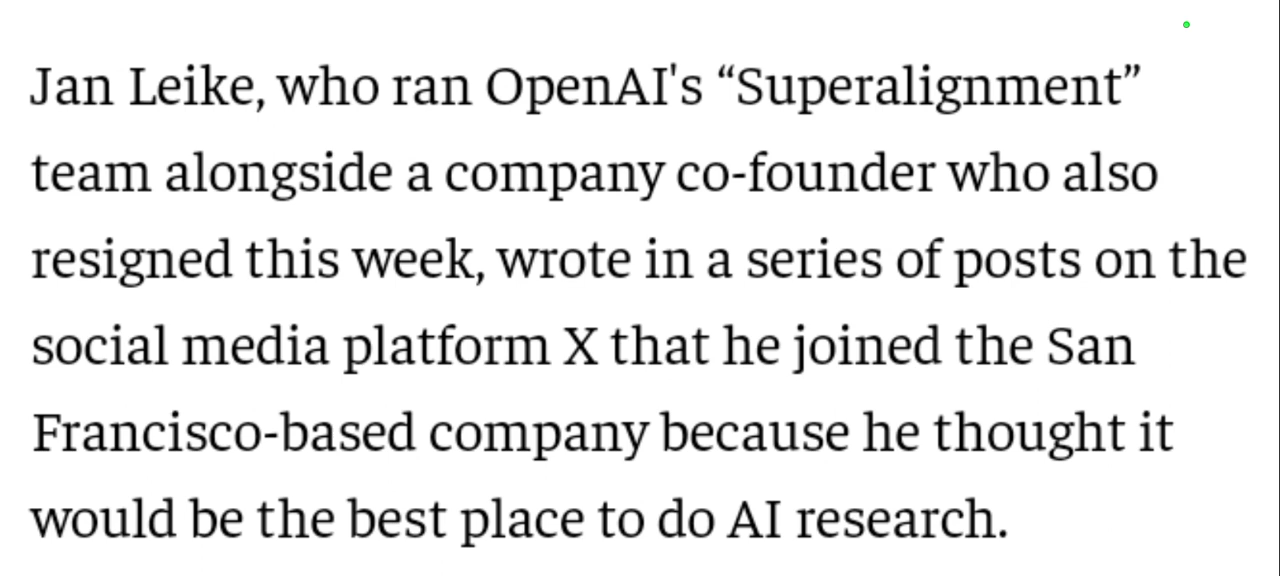 Jan Leike, who ran OpenAI's “Superalignment”
team alongside a company co-founder who also
resigned this week, wrote in a series of posts on the
social media platform X that he joined the San
Francisco-based company because he thought it
would be the best place to do AI research.